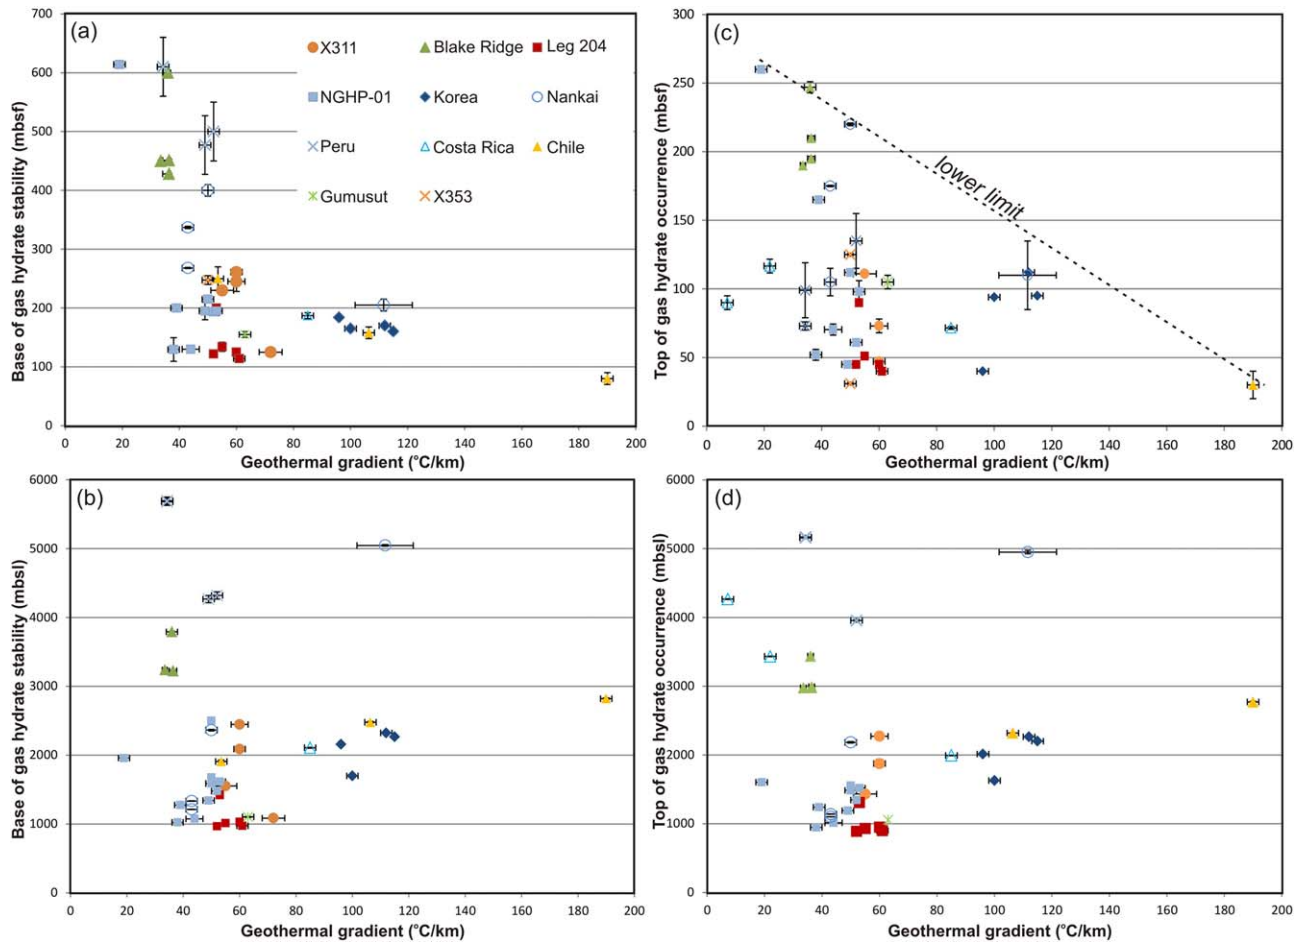 (a)
Base of gas hydrate stability (mbsf)
700
600
500
400
300
200
100
0
X311
Blake Ridge
Leg 204
NGHP-01
Korea
Nankai
Peru
Costa Rica
Chile
Gumusut
X353
0 20 40 60 80 100 120 140 160 180 200
Geothermal gradient (°C/km)
(c)
Top of gas hydrate occurrence (mbsf)
300
250
200
150
100
50
0
lower limit
0 20 40 60 80 100 120 140 160 180 200
Geothermal gradient (°C/km)
(b)
Base of gas hydrate stability (mbsl)
6000
5000
4000
3000
2000
1000
0
0 20 40 60 80 100 120 140 160 180 200
Geothermal gradient (°C/km)
(d)
Top of gas hydrate occurrence (mbsl)
6000
5000
4000
3000
2000
1000
0
0 20 40 60 80 100 120 140 160 180 200
Geothermal gradient (°C/km)